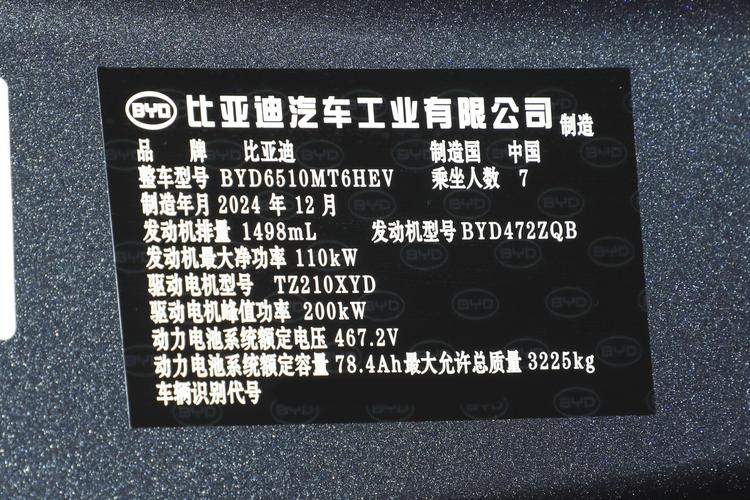 BYD 比亚迪汽车工业有限公司 制造
品 牌 比亚迪 制造国 中国
整车型号 BYD6510MT6HEV 乘坐人数 7
制造年月 2024 年 12 月
发动机排量 1498mL 发动机型号 BYD472ZQB
发动机最大净功率 110kW
驱动电机型号 TZ210XYD
驱动电机峰值功率 200kW
动力电池系统额定电压 467.2V
动力电池系统额定容量 78.4Ah最大允许总质量 3225kg
车辆识别代号